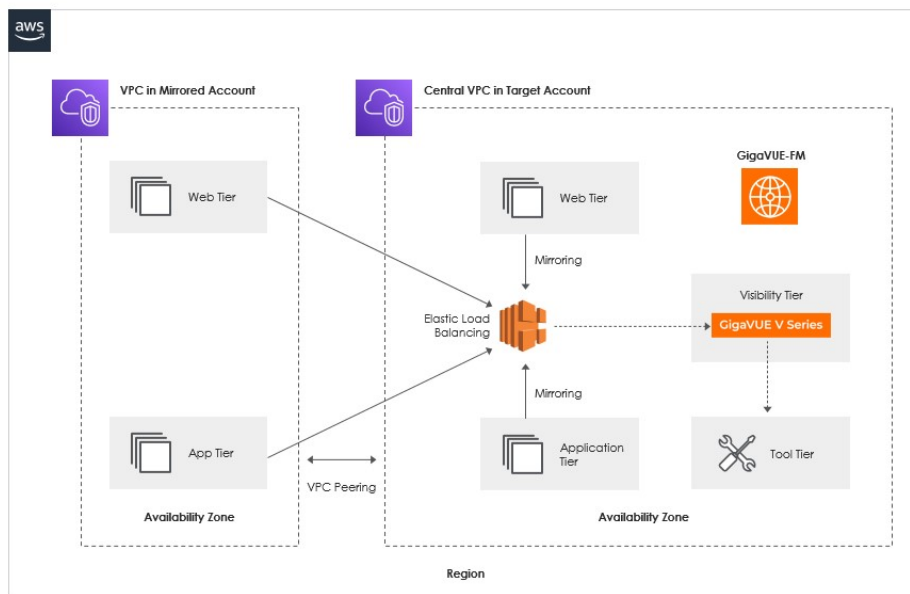 aws
VPC in Mirrored Account
Central VPC in Target Account
GigaVUE-FM
Web Tier
Web Tier
Mirroring
Visibility Tier
GigaVUE V Series
Elastic Load
Balancing
Mirroring
App Tier
Application
Tier
Tool Tier
VPC Peering
Availability Zone
Availability Zone
Region